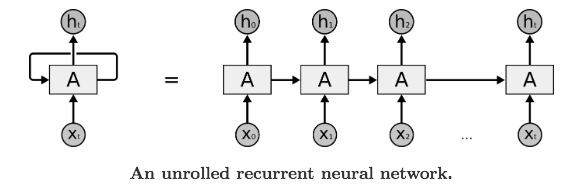 hₜ h₀ h₁ h₂ hₜ
A = A A A A
xₜ x₀ x₁ x₂ ... xₜ
An unrolled recurrent neural network.